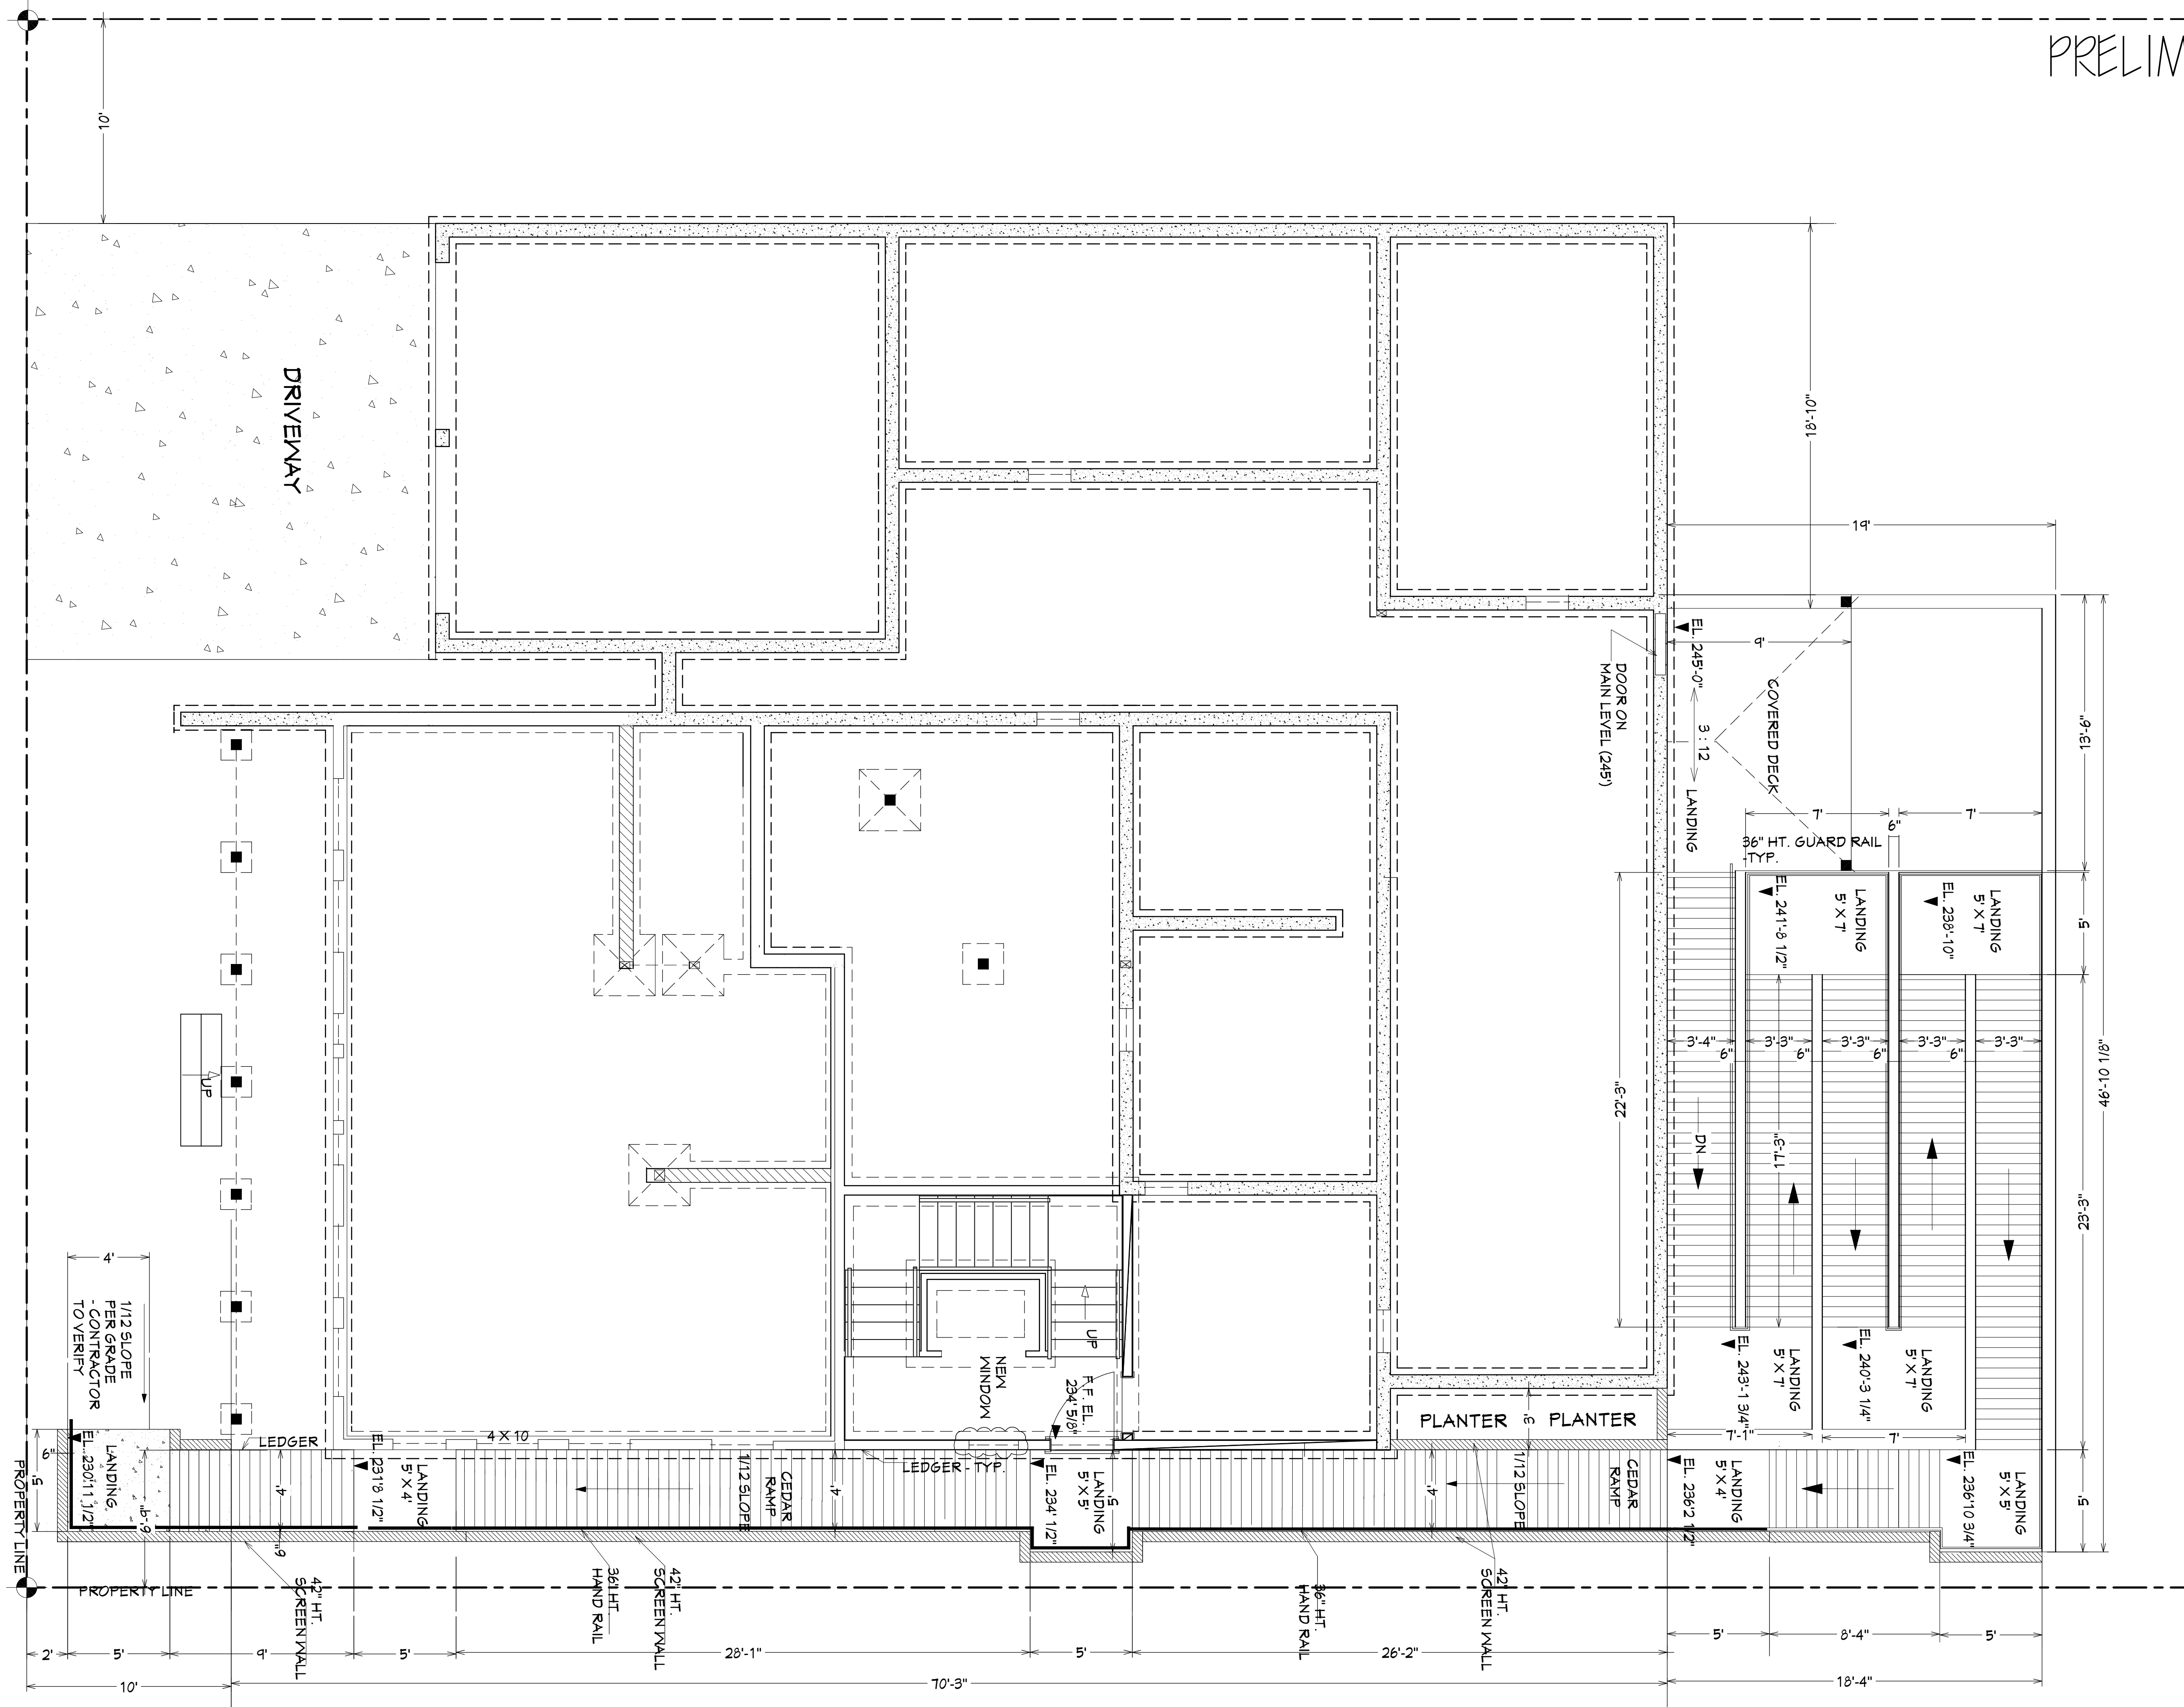 PRELIM
10'
DRIVEWAY
18'-10"
19'
EL. 245'-0"
9'
DOOR ON
MAIN LEVEL (245')
COVERED DECK
3 : 12
LANDING
13'-6"
46'-10 1/8"
7'
6"
7'
36" HT. GUARD RAIL
-TYP.
EL. 241'-8 1/2"
LANDING
5' X 7'
EL. 238'-10"
LANDING
5' X 7'
5'
3'-4"
3'-3"
3'-3"
3'-3"
3'-3"
6"
6"
6"
6"
22'-3"
DN
17'-3"
23'-3"
UP
4'
1/12 SLOPE
PER GRADE
- CONTRACTOR
TO VERIFY
UP
NEW
WINDOW
F.F. EL.
234' 5/8"
EL. 243'-1 3/4"
LANDING
5' X 7'
EL. 240'-3 1/4"
LANDING
5' X 7'
PLANTER
3'
PLANTER
7'-1"
7'
PROPERTY LINE
5'
6"
EL. 230'11 1/2"
LANDING
6'-9"
LEDGER
4'
6"
EL. 231'8 1/2"
LANDING
5' X 4'
4 X 10
1/12 SLOPE
CEDAR
RAMP
4'
LEDGER - TYP.
EL. 234' 1/2"
LANDING
5' X 5'
5'
4'
1/12 SLOPE
CEDAR
RAMP
EL. 236'2 1/2"
LANDING
5' X 4'
EL. 236'10 3/4"
LANDING
5' X 5'
5'
PROPERTY LINE
42" HT.
SCREEN WALL
36" HT.
HAND RAIL
42" HT.
SCREEN WALL
36" HT.
HAND RAIL
42" HT.
SCREEN WALL
2'
5'
9'
5'
28'-1"
5'
26'-2"
5'
8'-4"
5'
10'
70'-3"
18'-4"